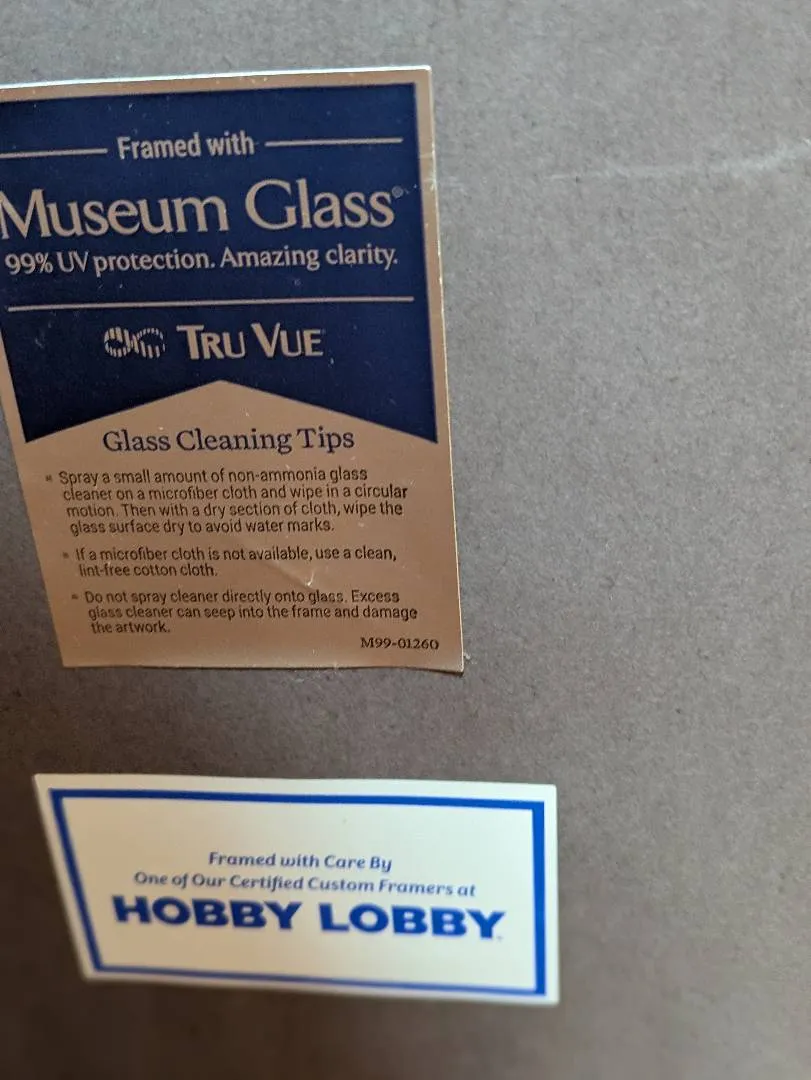 Framed with
Museum Glass®
99% UV protection. Amazing clarity.
TRU VUE
Glass Cleaning Tips
Spray a small amount of non-ammonia glass
cleaner on a microfiber cloth and wipe in a circular
motion. Then with a dry section of cloth, wipe the
glass surface dry to avoid water marks.
If a microfiber cloth is not available, use a clean,
lint-free cotton cloth.
Do not spray cleaner directly onto glass. Excess
glass cleaner can seep into the frame and damage
the artwork.
M99-01260
Framed with Care By
One of Our Certified Custom Framers at
HOBBY LOBBY